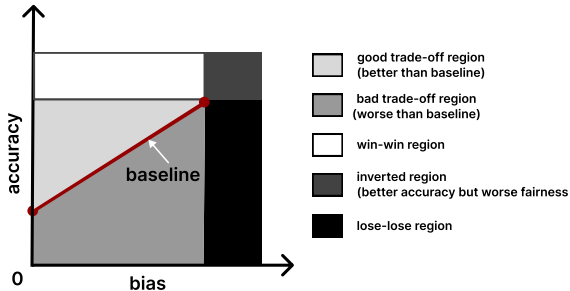 accuracy
baseline
0
bias
good trade-off region
(better than baseline)
bad trade-off region
(worse than baseline)
win-win region
inverted region
(better accuracy but worse fairness
lose-lose region